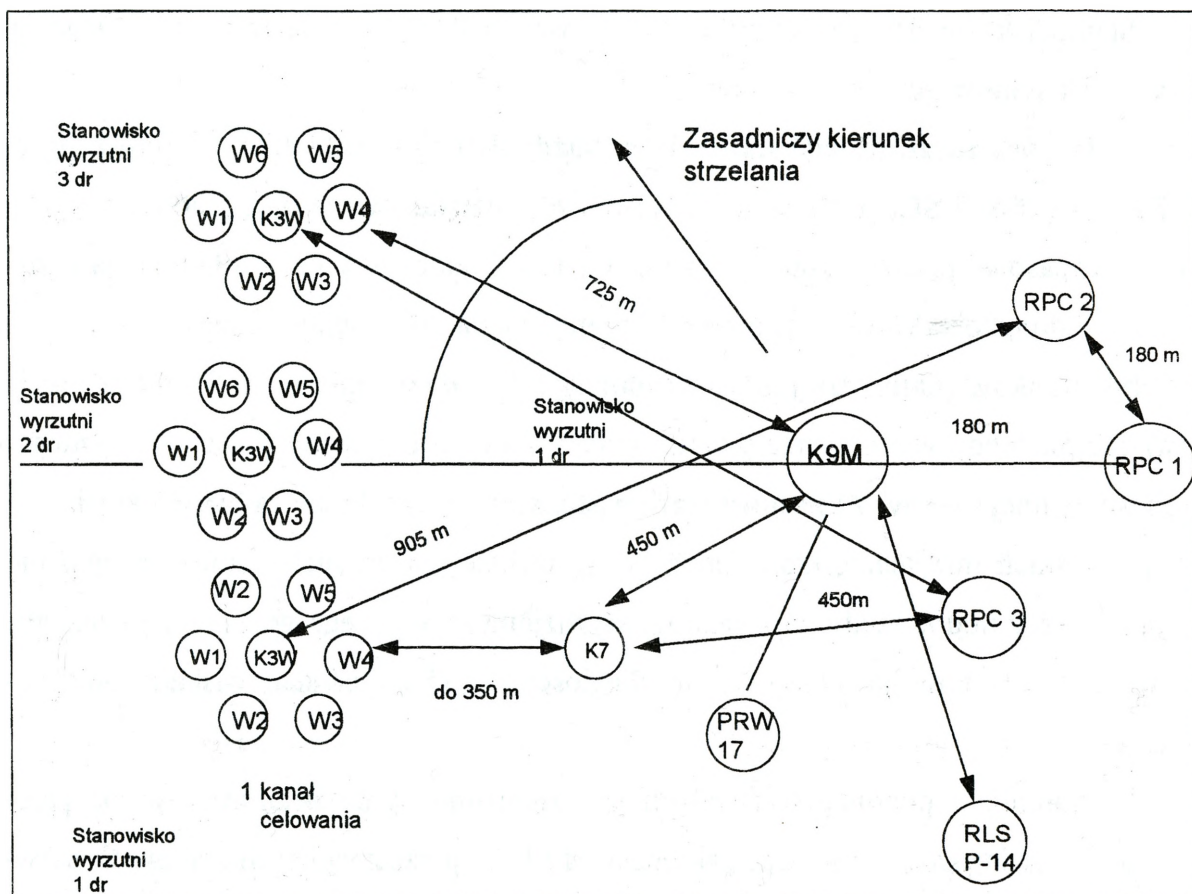 Zasadniczy kierunek
strzelania
Stanowisko
wyrzutni
3 dr
W6
W5
W1
K3W
W4
W2
W3
725 m
RPC 2
180 m
Stanowisko
wyrzutni
2 dr
W6
W5
W1
K3W
W4
W2
W3
Stanowisko
wyrzutni
1 dr
K9M
180 m
RPC 1
905 m
450 m
450m
W2
W5
W1
K3W
W4
W2
W3
do 350 m
K7
RPC 3
PRW
17
RLS
P-14
1 kanał
celowania
Stanowisko
wyrzutni
1 dr